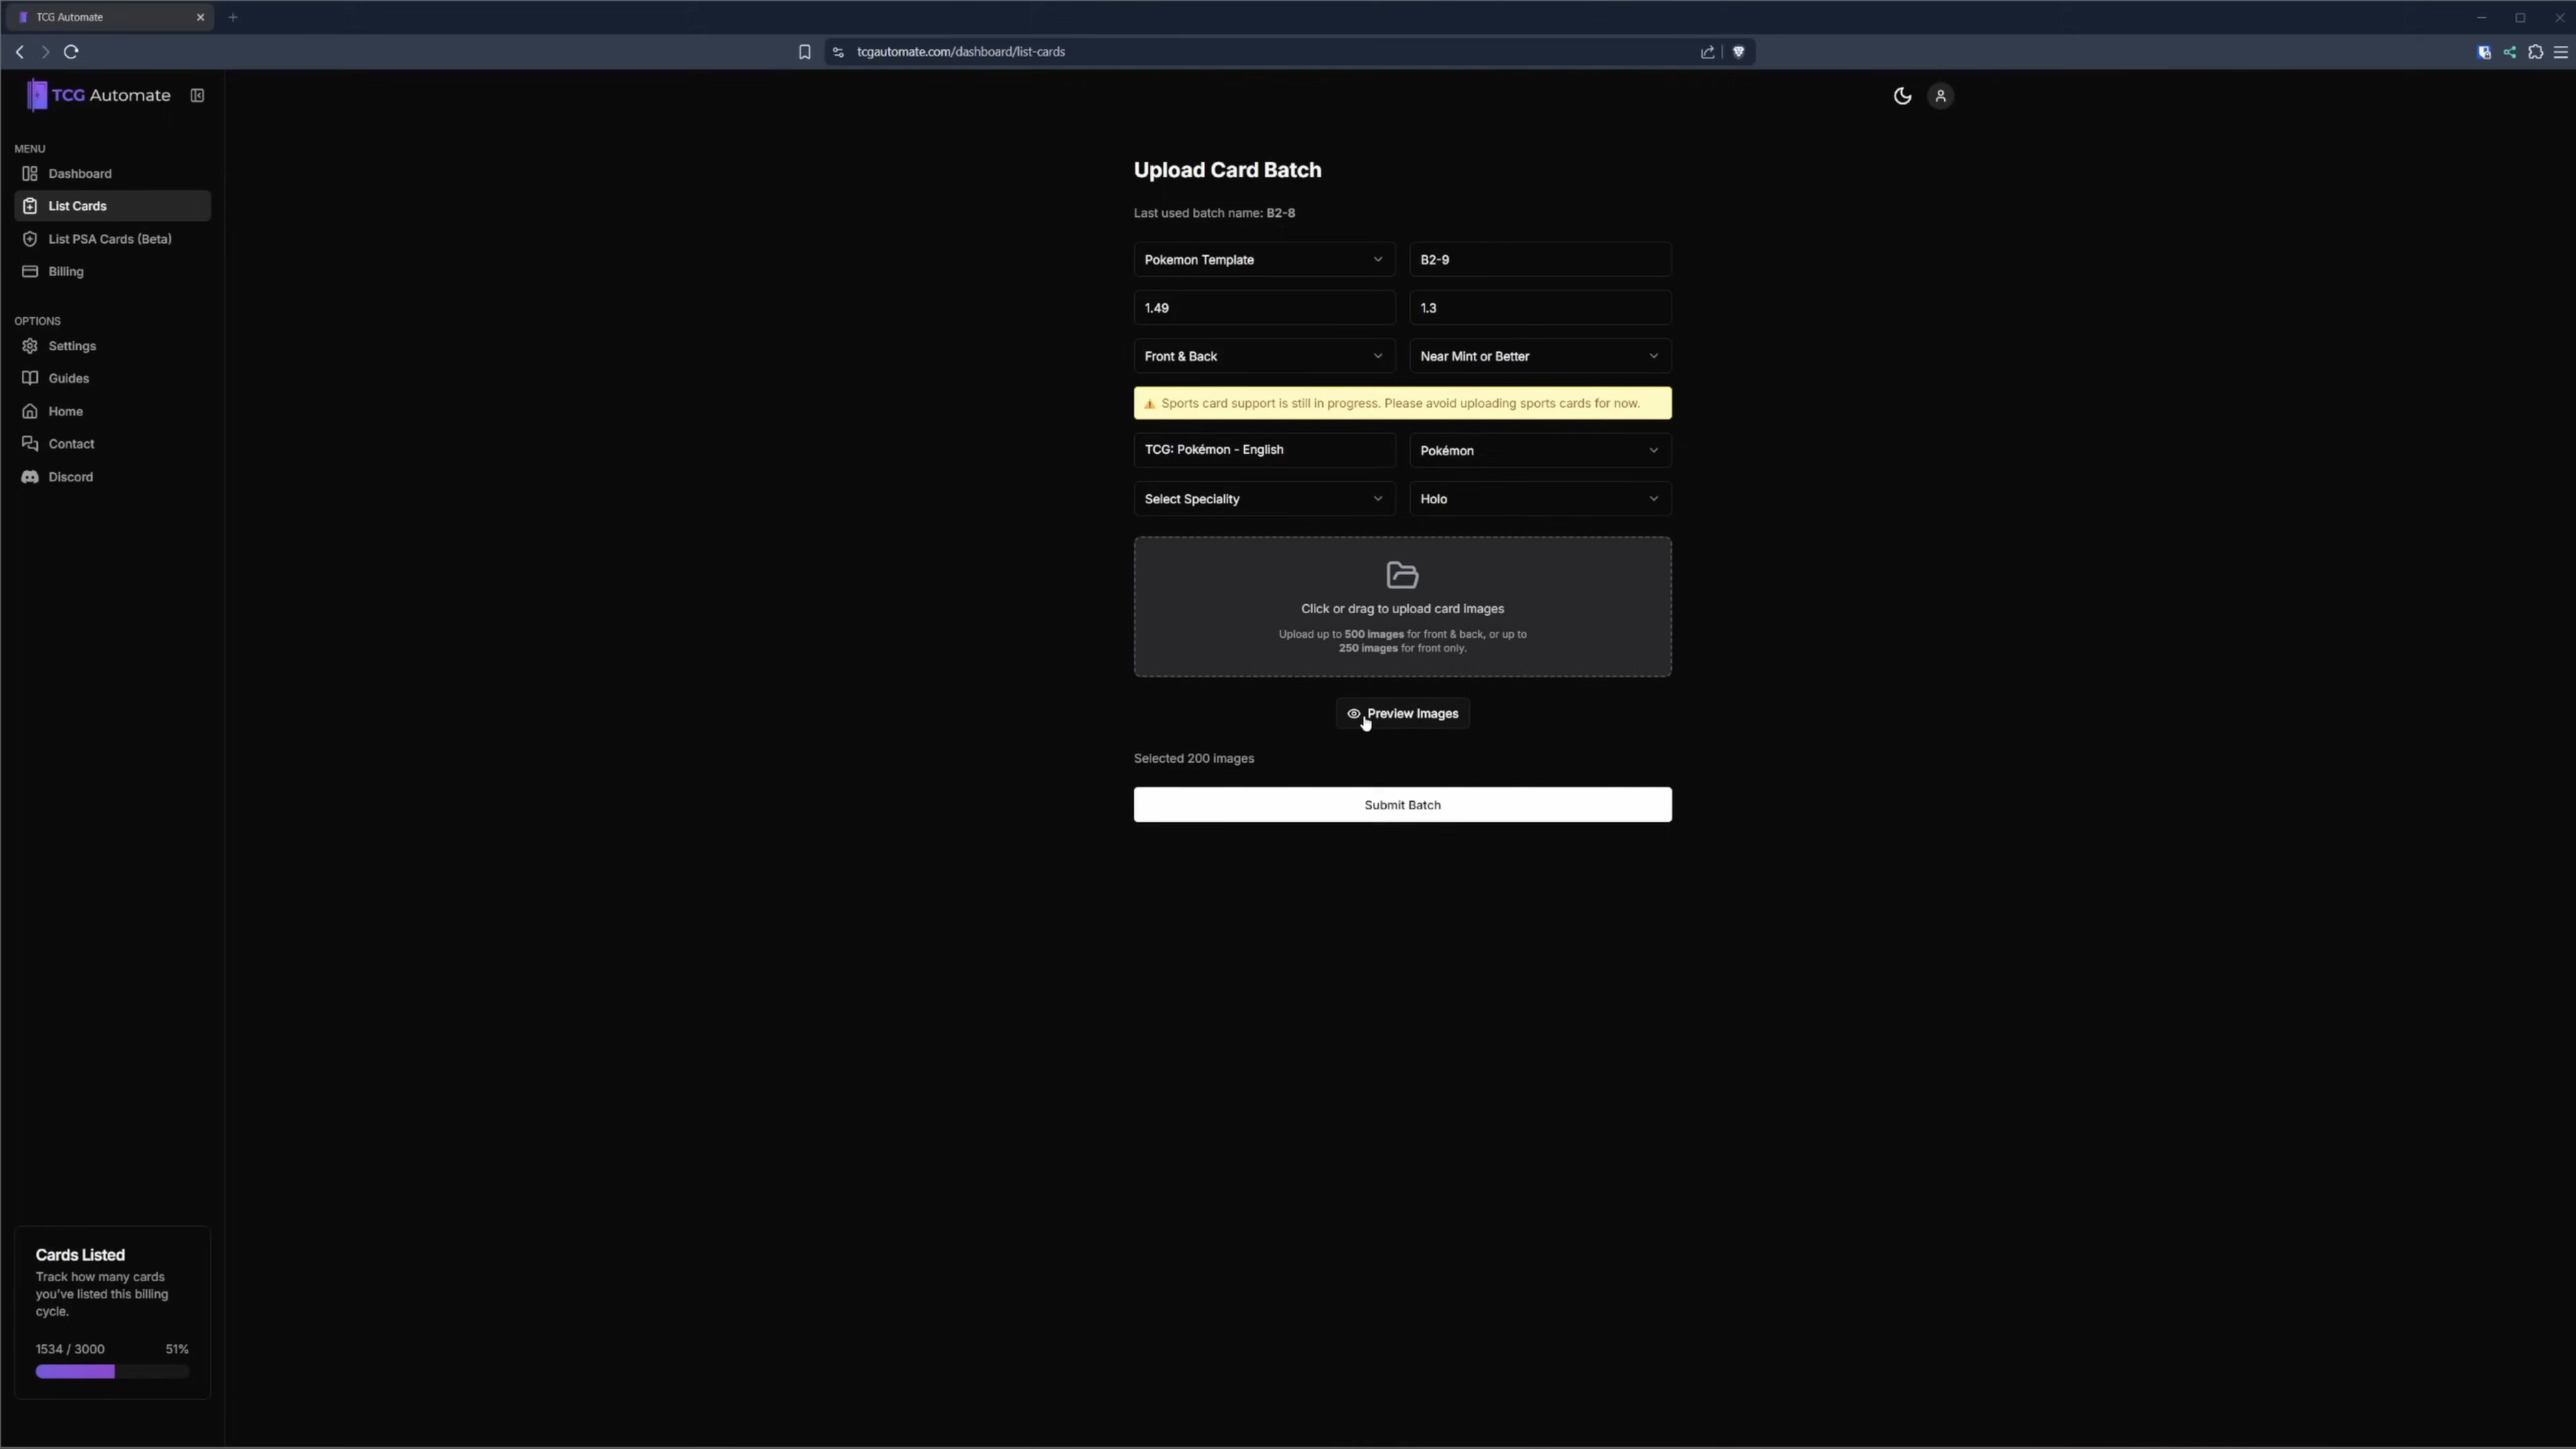 TCG Automate
tcgautomate.com/dashboard/list-cards
TCG Automate
MENU
Dashboard
List Cards
List PSA Cards (Beta)
Billing
OPTIONS
Settings
Guides
Home
Contact
Discord
Upload Card Batch
Last used batch name: B2-8
Pokemon Template
B2-9
1.49
1.3
Front & Back
Near Mint or Better
Sports card support is still in progress. Please avoid uploading sports cards for now.
TCG: Pokémon - English
Pokémon
Select Speciality
Holo
Click or drag to upload card images
Upload up to 500 images for front & back, or up to
250 images for front only.
Preview Images
Selected 200 images
Submit Batch
Cards Listed
Track how many cards
you've listed this billing
cycle.
1534 / 3000
51%